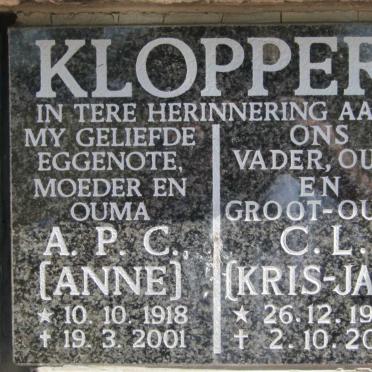 KLOPPER
IN TERE HERINNERING AA
MY GELIEFDE
EGGENOTE,
MOEDER EN
OUMA
A. P. C.,
(ANNE)
★ 10. 10. 1918
✝ 19. 3. 2001
ONS
VADER, OU
EN
GROOT-OU
C. L.
(KRIS-JA
★ 26. 12. 19
✝ 2. 10. 20